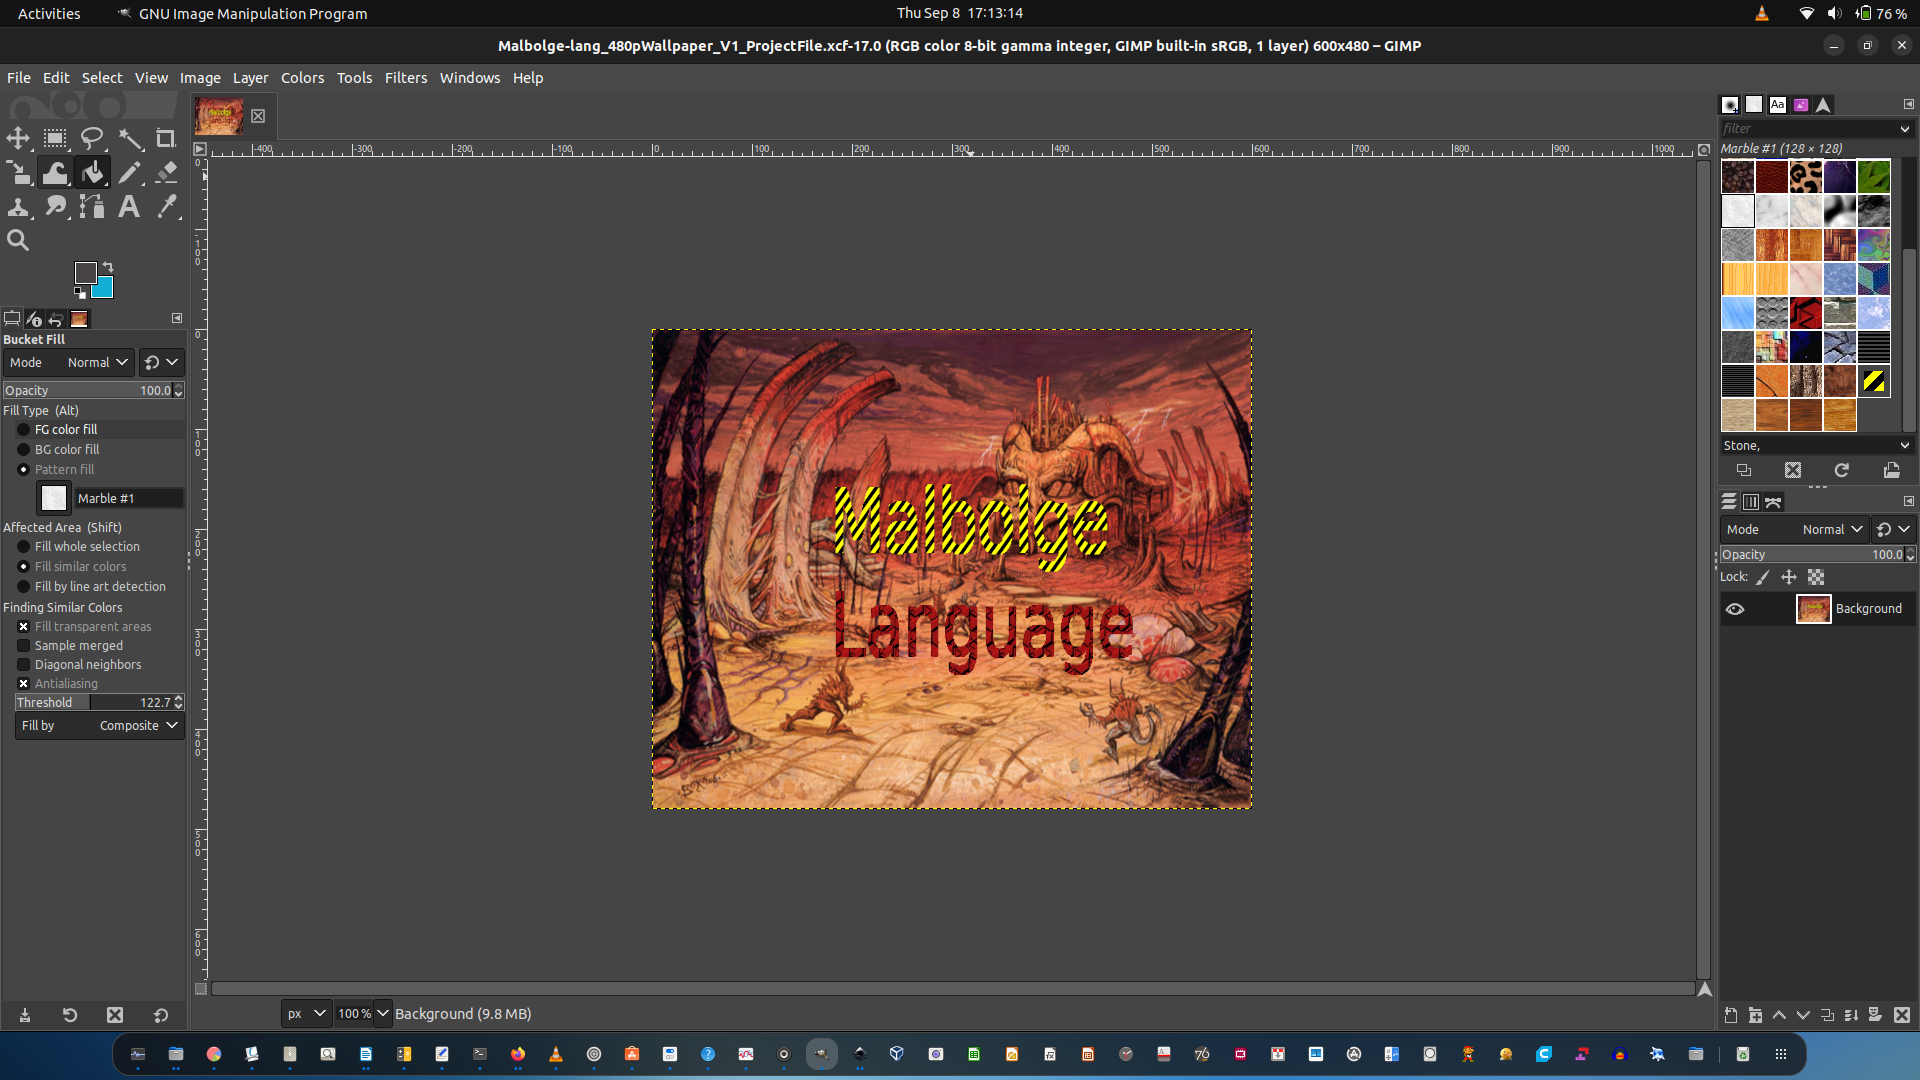 Activities
GNU Image Manipulation Program
Thu Sep 8 17:13:14
76 %
Malbolge-lang_480pWallpaper_V1_ProjectFile.xcf-17.0 (RGB color 8-bit gamma integer, GIMP built-in sRGB, 1 layer) 600x480 – GIMP
File Edit Select View Image Layer Colors Tools Filters Windows Help
filter
Marble #1 (128 × 128)
-400 -300 -200 -100 0 100 200 300 400 500 600 700 800 900 1000
Bucket Fill
Mode Normal
Opacity 100.0
Fill Type (Alt)
FG color fill
BG color fill
Pattern fill
Marble #1
Affected Area (Shift)
Fill whole selection
Fill similar colors
Fill by line art detection
Finding Similar Colors
Fill transparent areas
Sample merged
Diagonal neighbors
Antialiasing
Threshold 122.7
Fill by Composite
Malbolge
Language
Stone,
Mode Normal
Opacity 100.0
Lock:
Background
px
100 %
Background (9.8 MB)